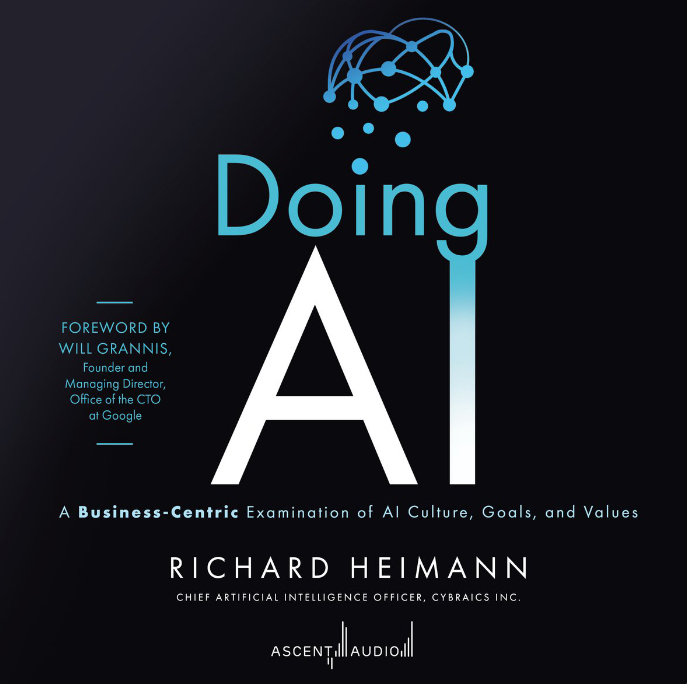 Doing
AI
FOREWORD BY
WILL GRANNIS,
Founder and
Managing Director,
Office of the CTO
at Google
A Business-Centric Examination of AI Culture, Goals, and Values
RICHARD HEIMANN
CHIEF ARTIFICIAL INTELLIGENCE OFFICER, CYBRAICS INC.
ASCENT AUDIO